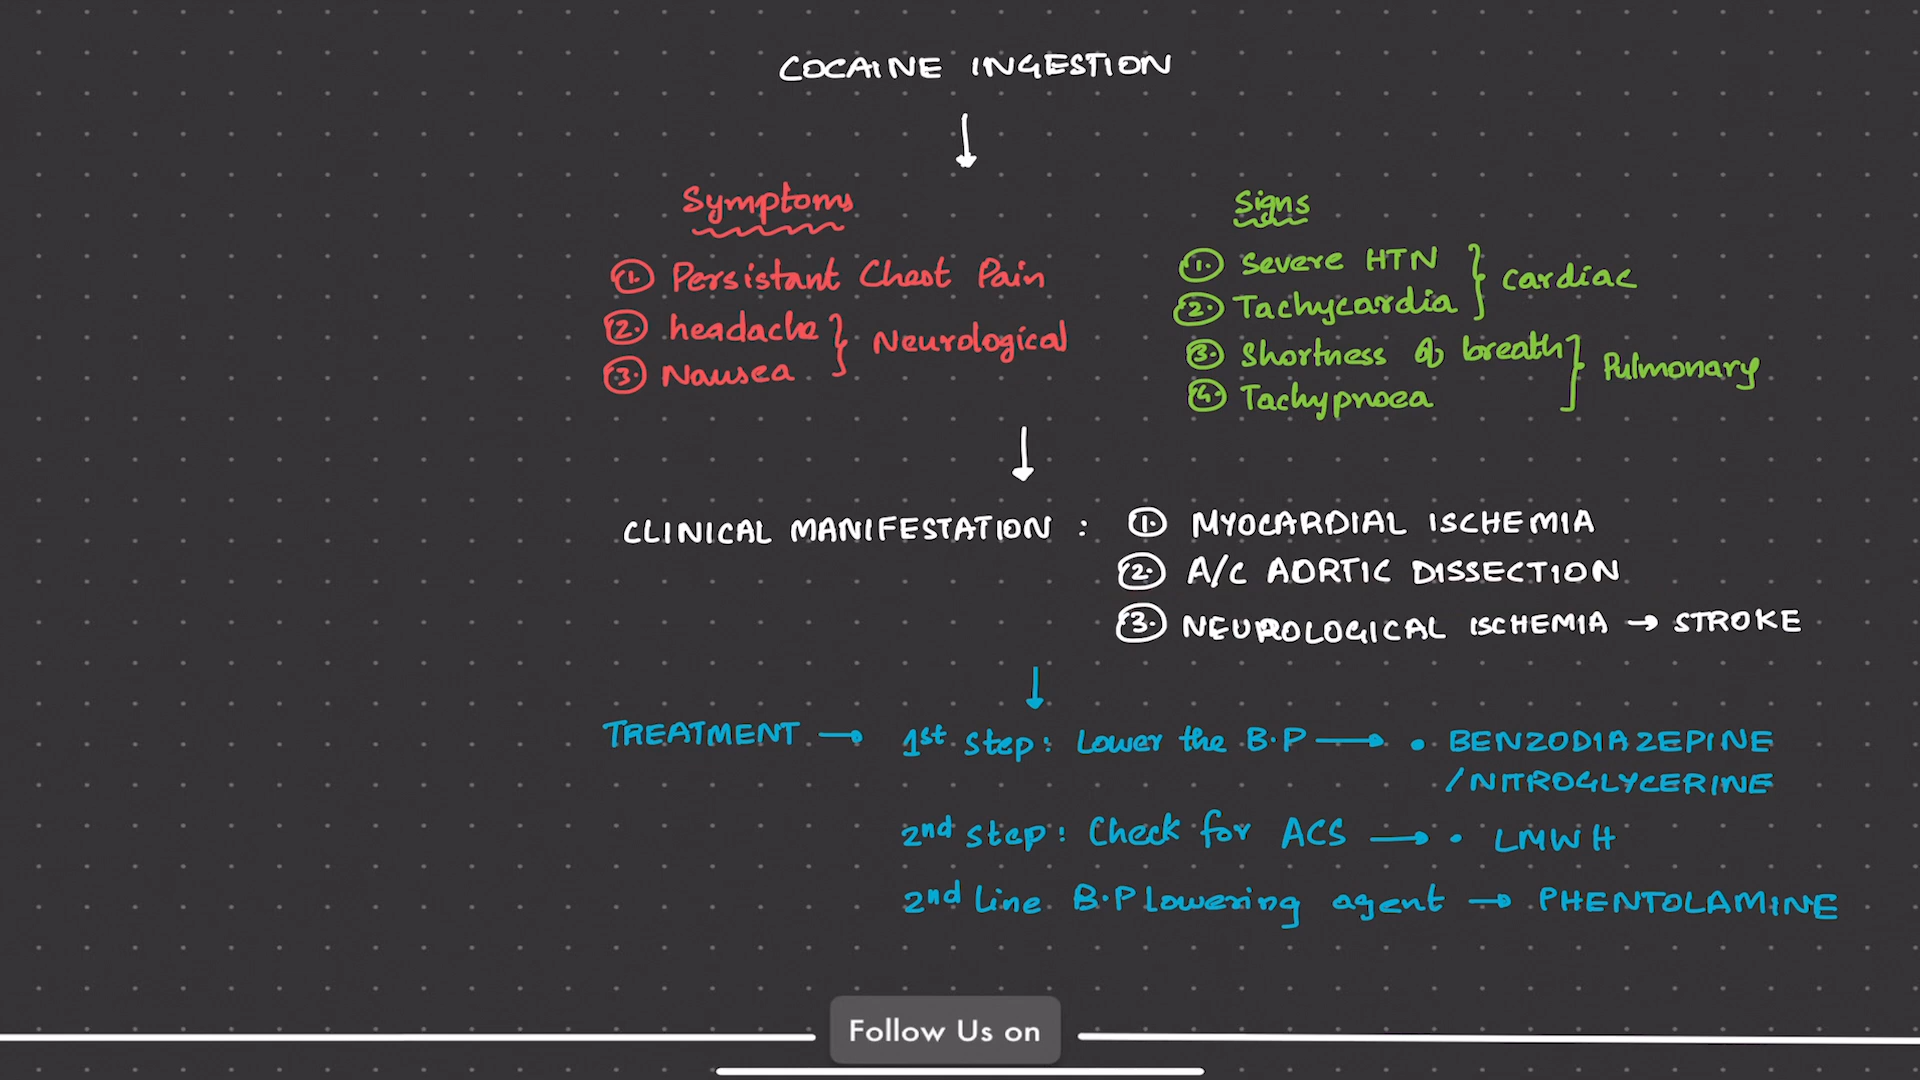 COCAINE INGESTION
Symptoms
1. Persistant Chest Pain
2. headache
3. Nausea
Neurological
Signs
1. Severe HTN
2. Tachycardia
Cardiac
3. Shortness of breath
4. Tachypnoea
Pulmonary
CLINICAL MANIFESTATION : 1. MYOCARDIAL ISCHEMIA
2. A/C AORTIC DISSECTION
3. NEUROLOGICAL ISCHEMIA → STROKE
TREATMENT → 1st step: Lower the B.P → • BENZODIAZEPINE
/NITROGLYCERINE
2nd step: Check for ACS → • LMWH
2nd Line B.P lowering agent → PHENTOLAMINE
Follow Us on